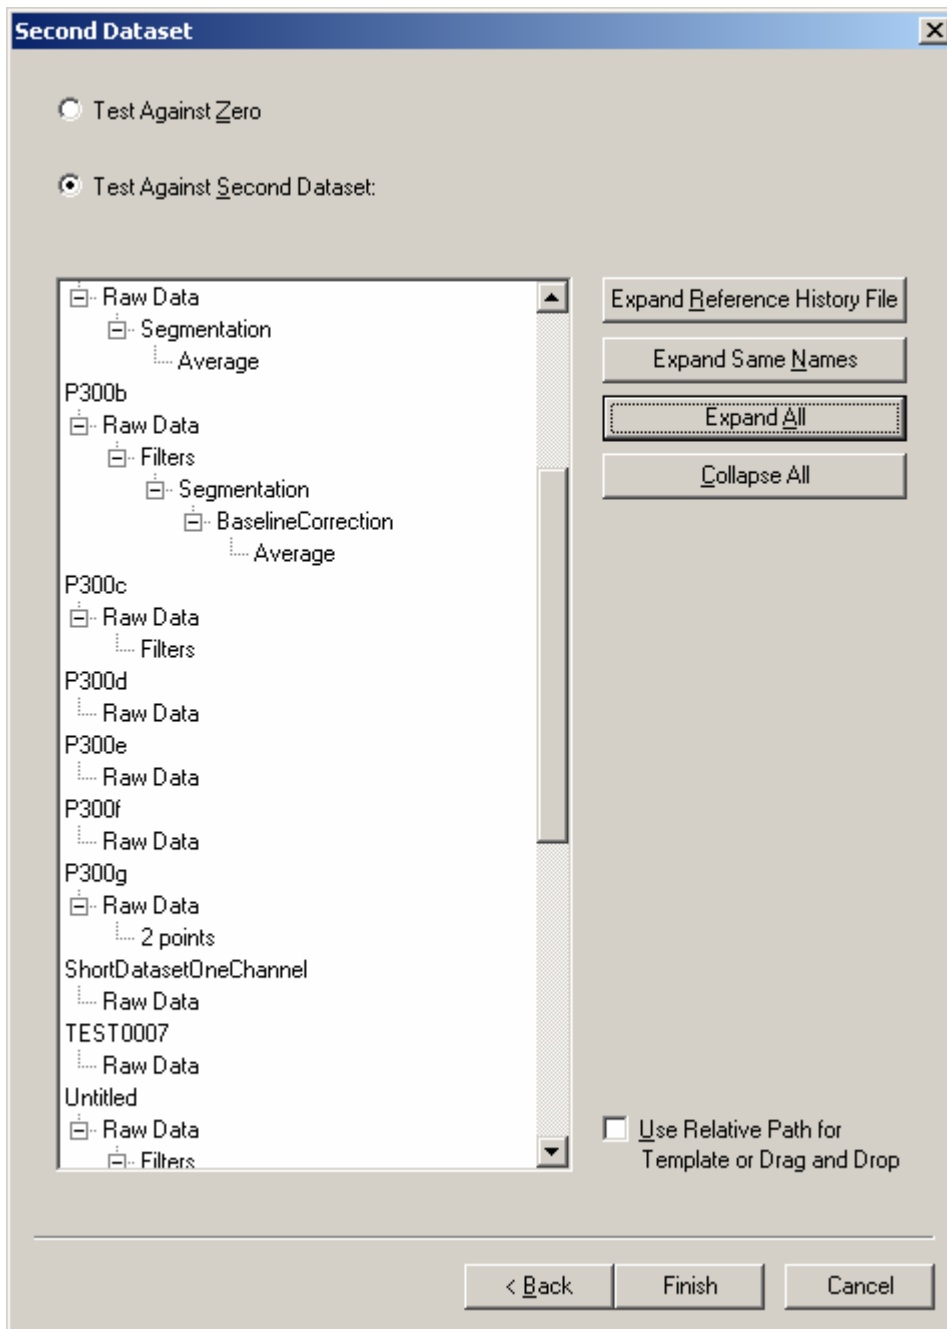 Second Dataset
Test Against Zero
Test Against Second Dataset:
Raw Data
Segmentation
Average
P300b
Raw Data
Filters
Segmentation
BaselineCorrection
Average
P300c
Raw Data
Filters
P300d
Raw Data
P300e
Raw Data
P300f
Raw Data
P300g
Raw Data
2 points
ShortDatasetOneChannel
Raw Data
TEST0007
Raw Data
Untitled
Raw Data
Filters
Expand Reference History File
Expand Same Names
Expand All
Collapse All
Use Relative Path for
Template or Drag and Drop
< Back
Finish
Cancel